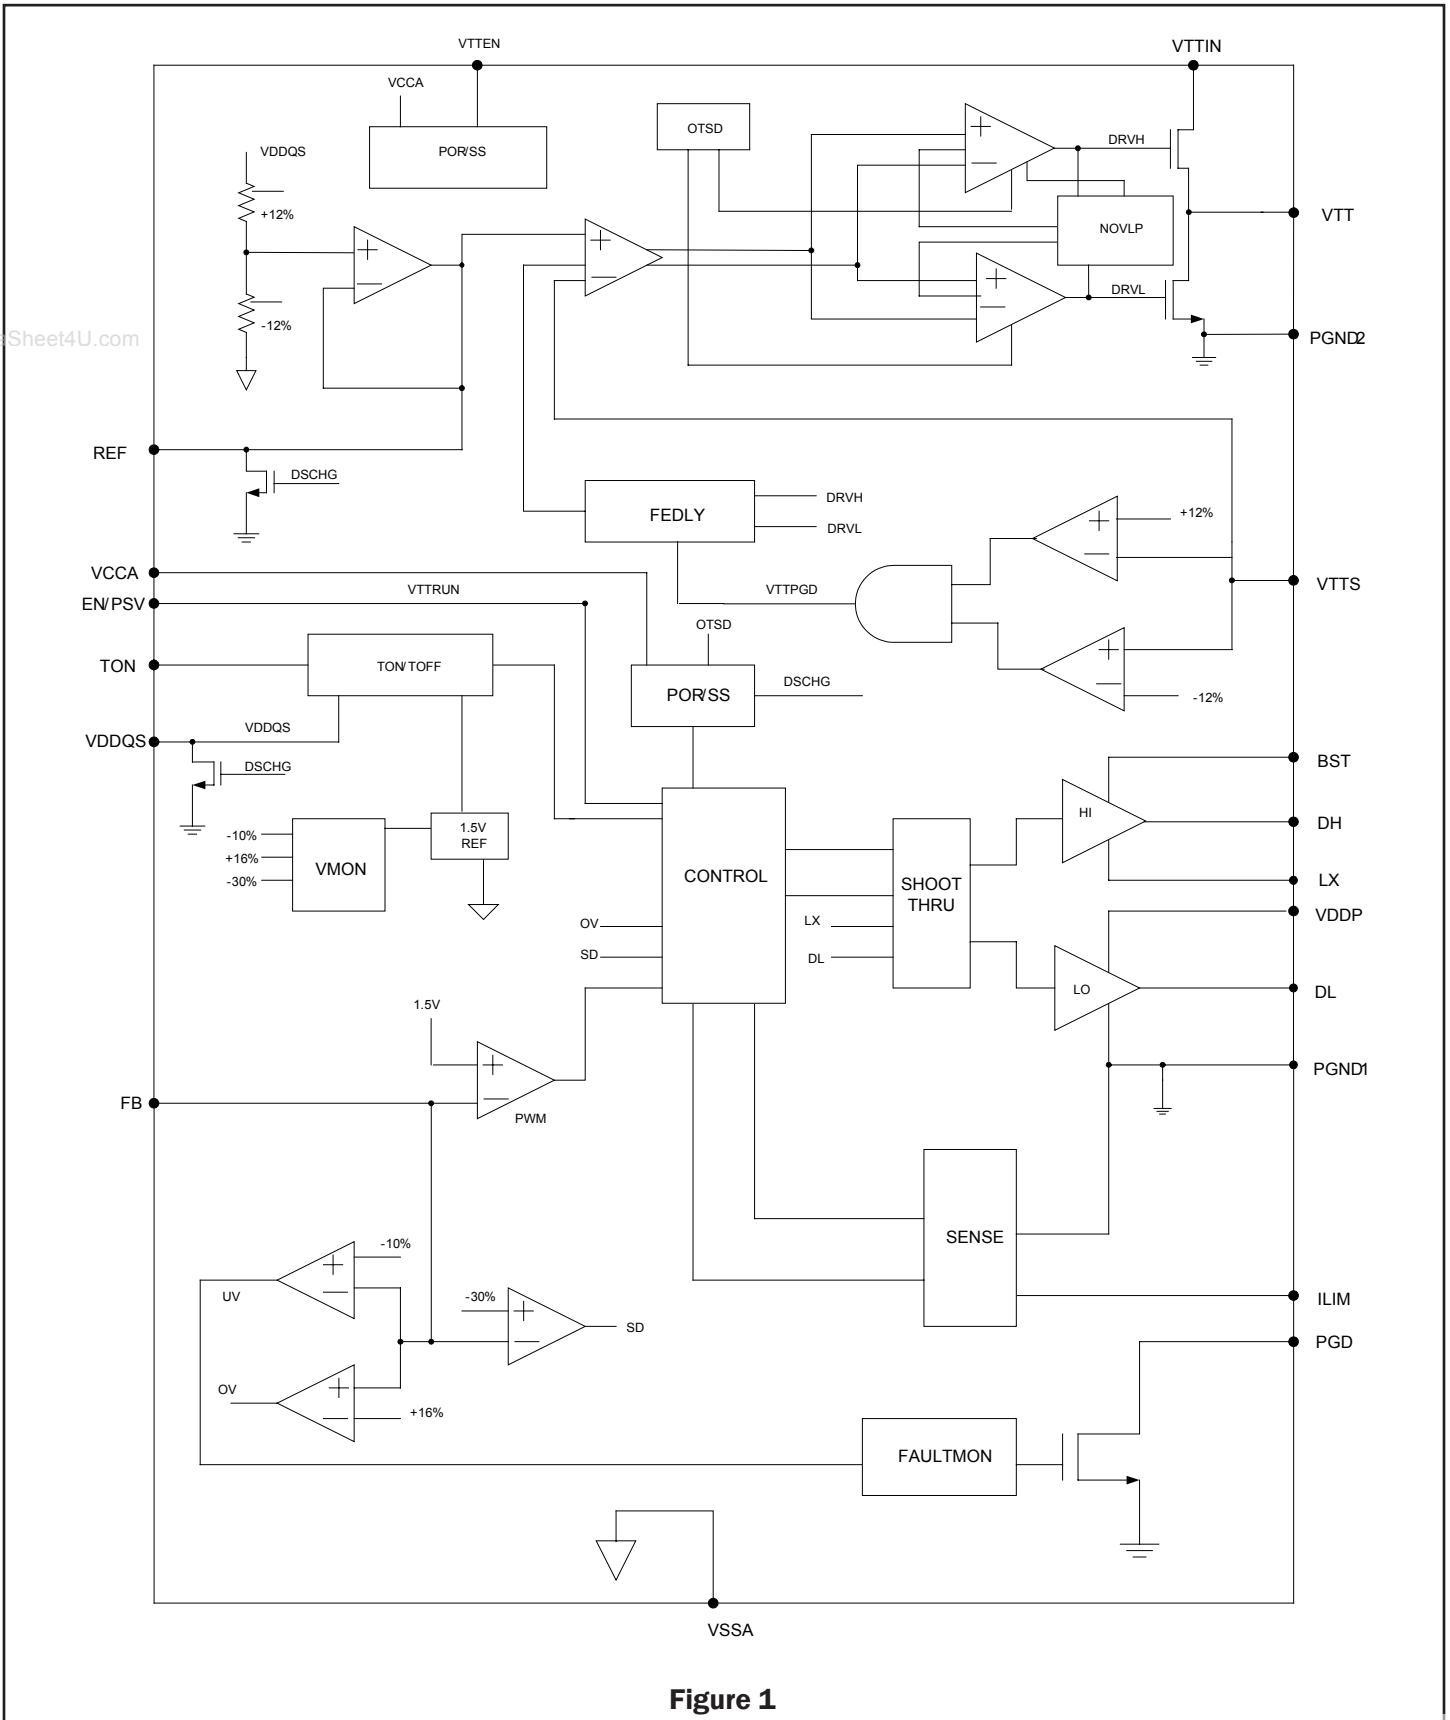 VTTEN
VTTIN
VCCA
POR/SS
OTSD
DRVH
VDDQS
+12%
-12%
NOVLP
VTT
DRVL
PGND2
Sheet4U.com
REF
DSCHG
FEDLY
DRVH
DRVL
+12%
VCCA
EN/PSV
VTTRUN
VTTPGD
VTTS
OTSD
TON
TON/TOFF
POR/SS
DSCHG
-12%
VDDQS
VDDQS
DSCHG
BST
HI
DH
LX
-10%
+16%
-30%
VMON
1.5V
REF
CONTROL
SHOOT
THRU
VDDP
OV
SD
LX
DL
LO
DL
1.5V
PGND1
FB
PWM
SENSE
-10%
UV
-30%
SD
ILIM
PGD
OV
+16%
FAULTMON
VSSA
Figure 1